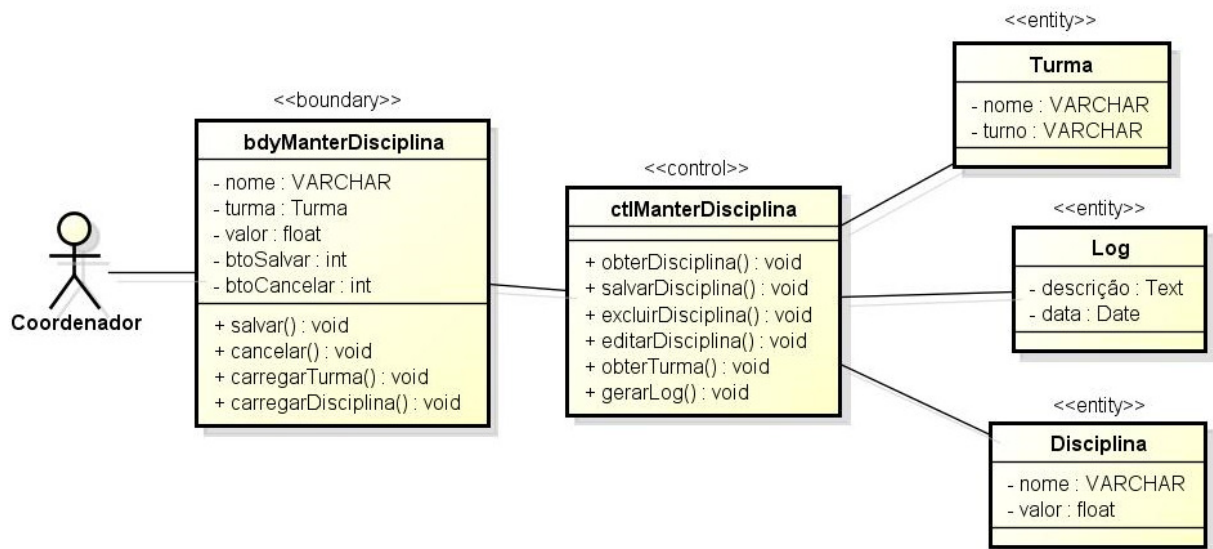 Coordenador
<<boundary>>
bdyManterDisciplina
- nome : VARCHAR
- turma : Turma
- valor : float
- btoSalvar : int
- btoCancelar : int
+ salvar() : void
+ cancelar() : void
+ carregarTurma() : void
+ carregarDisciplina() : void
<<control>>
ctlManterDisciplina
+ obterDisciplina() : void
+ salvarDisciplina() : void
+ excluirDisciplina() : void
+ editarDisciplina() : void
+ obterTurma() : void
+ gerarLog() : void
<<entity>>
Turma
- nome : VARCHAR
- turno : VARCHAR
<<entity>>
Log
- descrição : Text
- data : Date
<<entity>>
Disciplina
- nome : VARCHAR
- valor : float